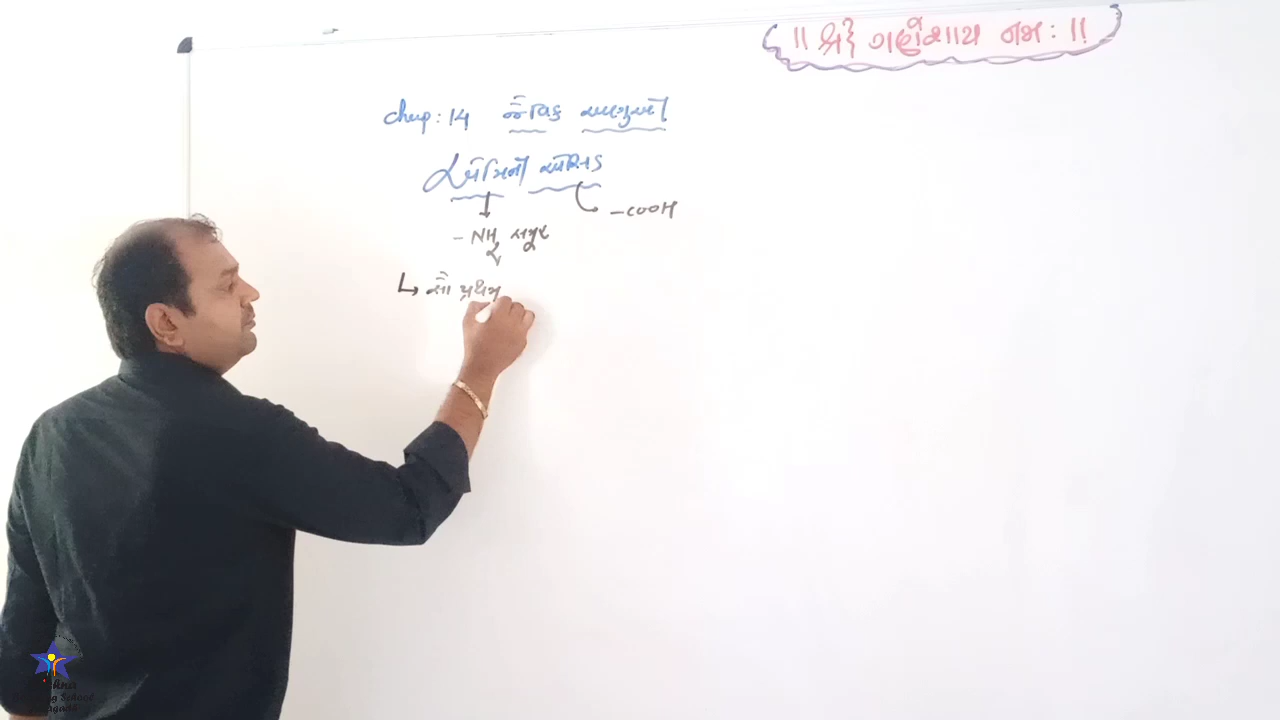 ॥ શ્રી ગણેશાય નમઃ ॥
chap : 14 જૈવિક અણુઓ
α એમિનો એસિડ
-COOH
-NH₂ સમૂહ
↳ સૌ પ્રથમ